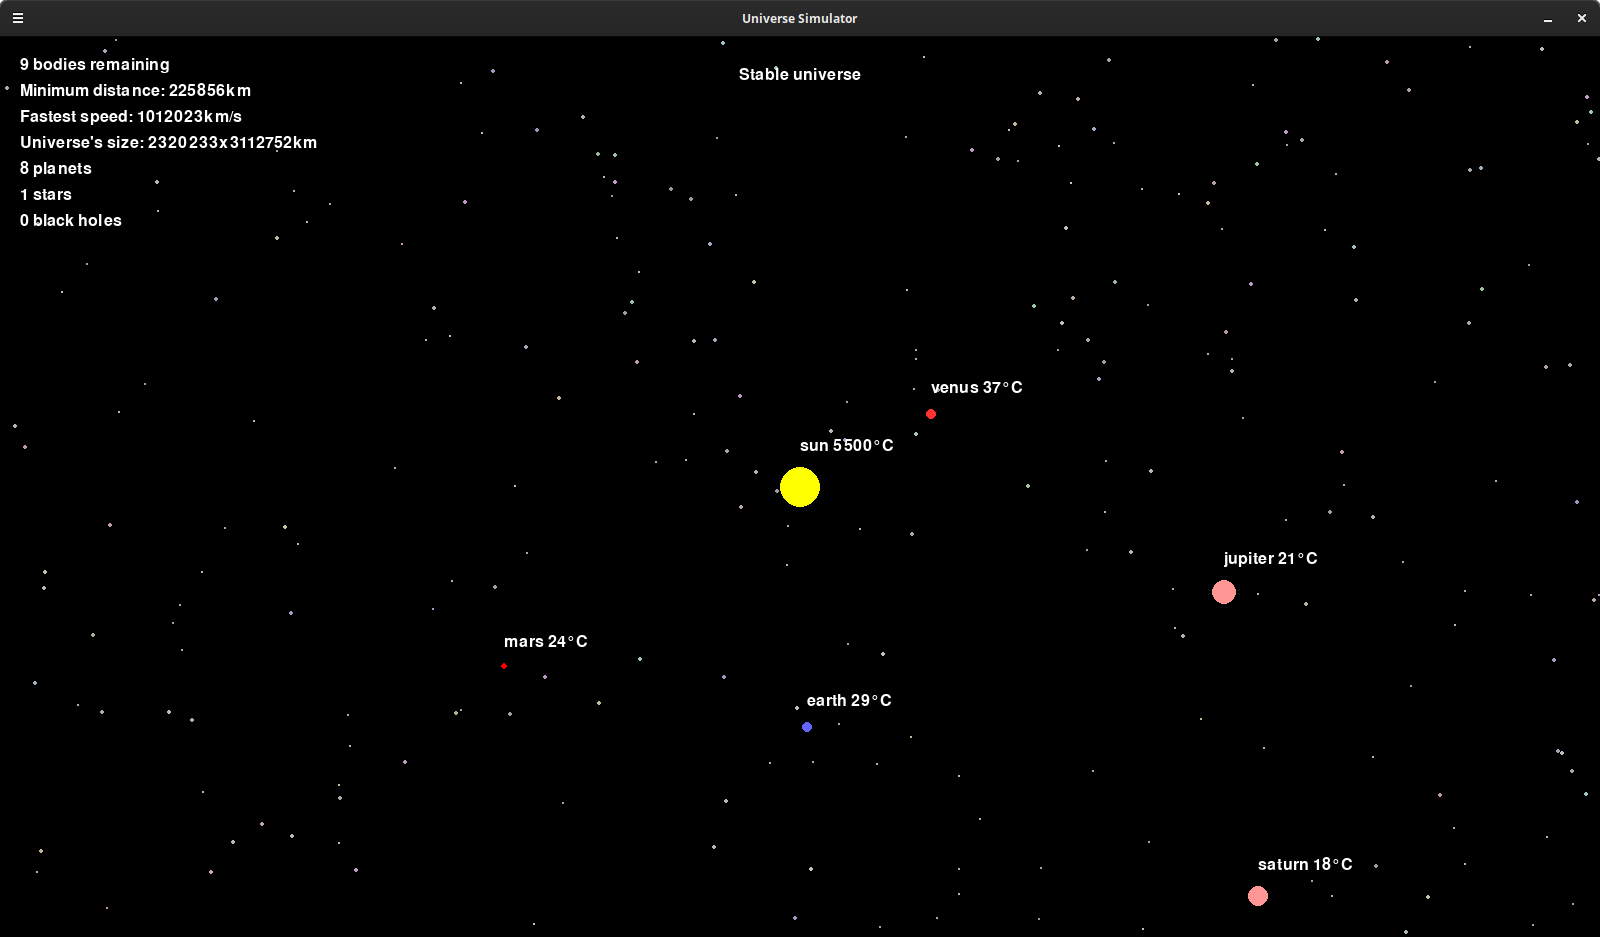 Universe Simulator
9 bodies remaining
Stable universe
Minimum distance: 225856km
Fastest speed: 1012023km/s
Universe's size: 2320233x3112752km
8 planets
1 stars
0 black holes
venus 37°C
sun 5500°C
jupiter 21°C
mars 24°C
earth 29°C
saturn 18°C